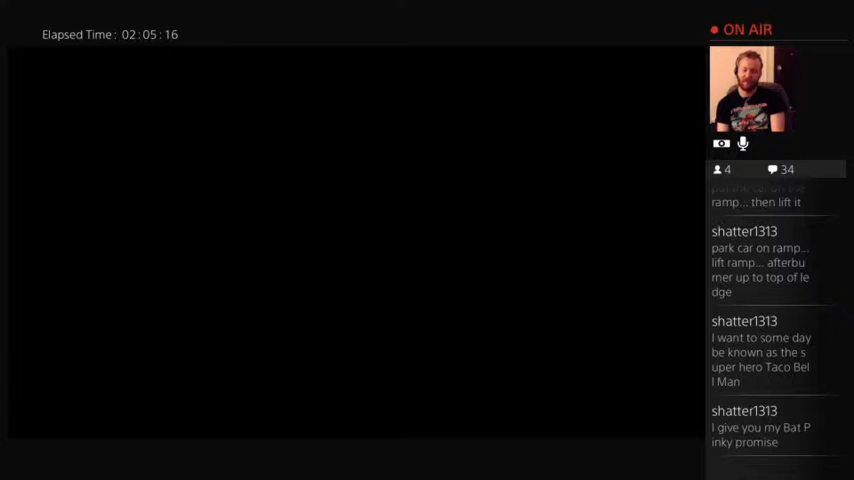 Elapsed Time: 02:05:16
ON AIR
4
34
ramp... then lift it
shatter1313
park car on ramp...
lift ramp... afterbu
rner up to top of le
dge
shatter1313
I want to some day
be known as the s
uper hero Taco Bel
l Man
shatter1313
I give you my Bat P
inky promise